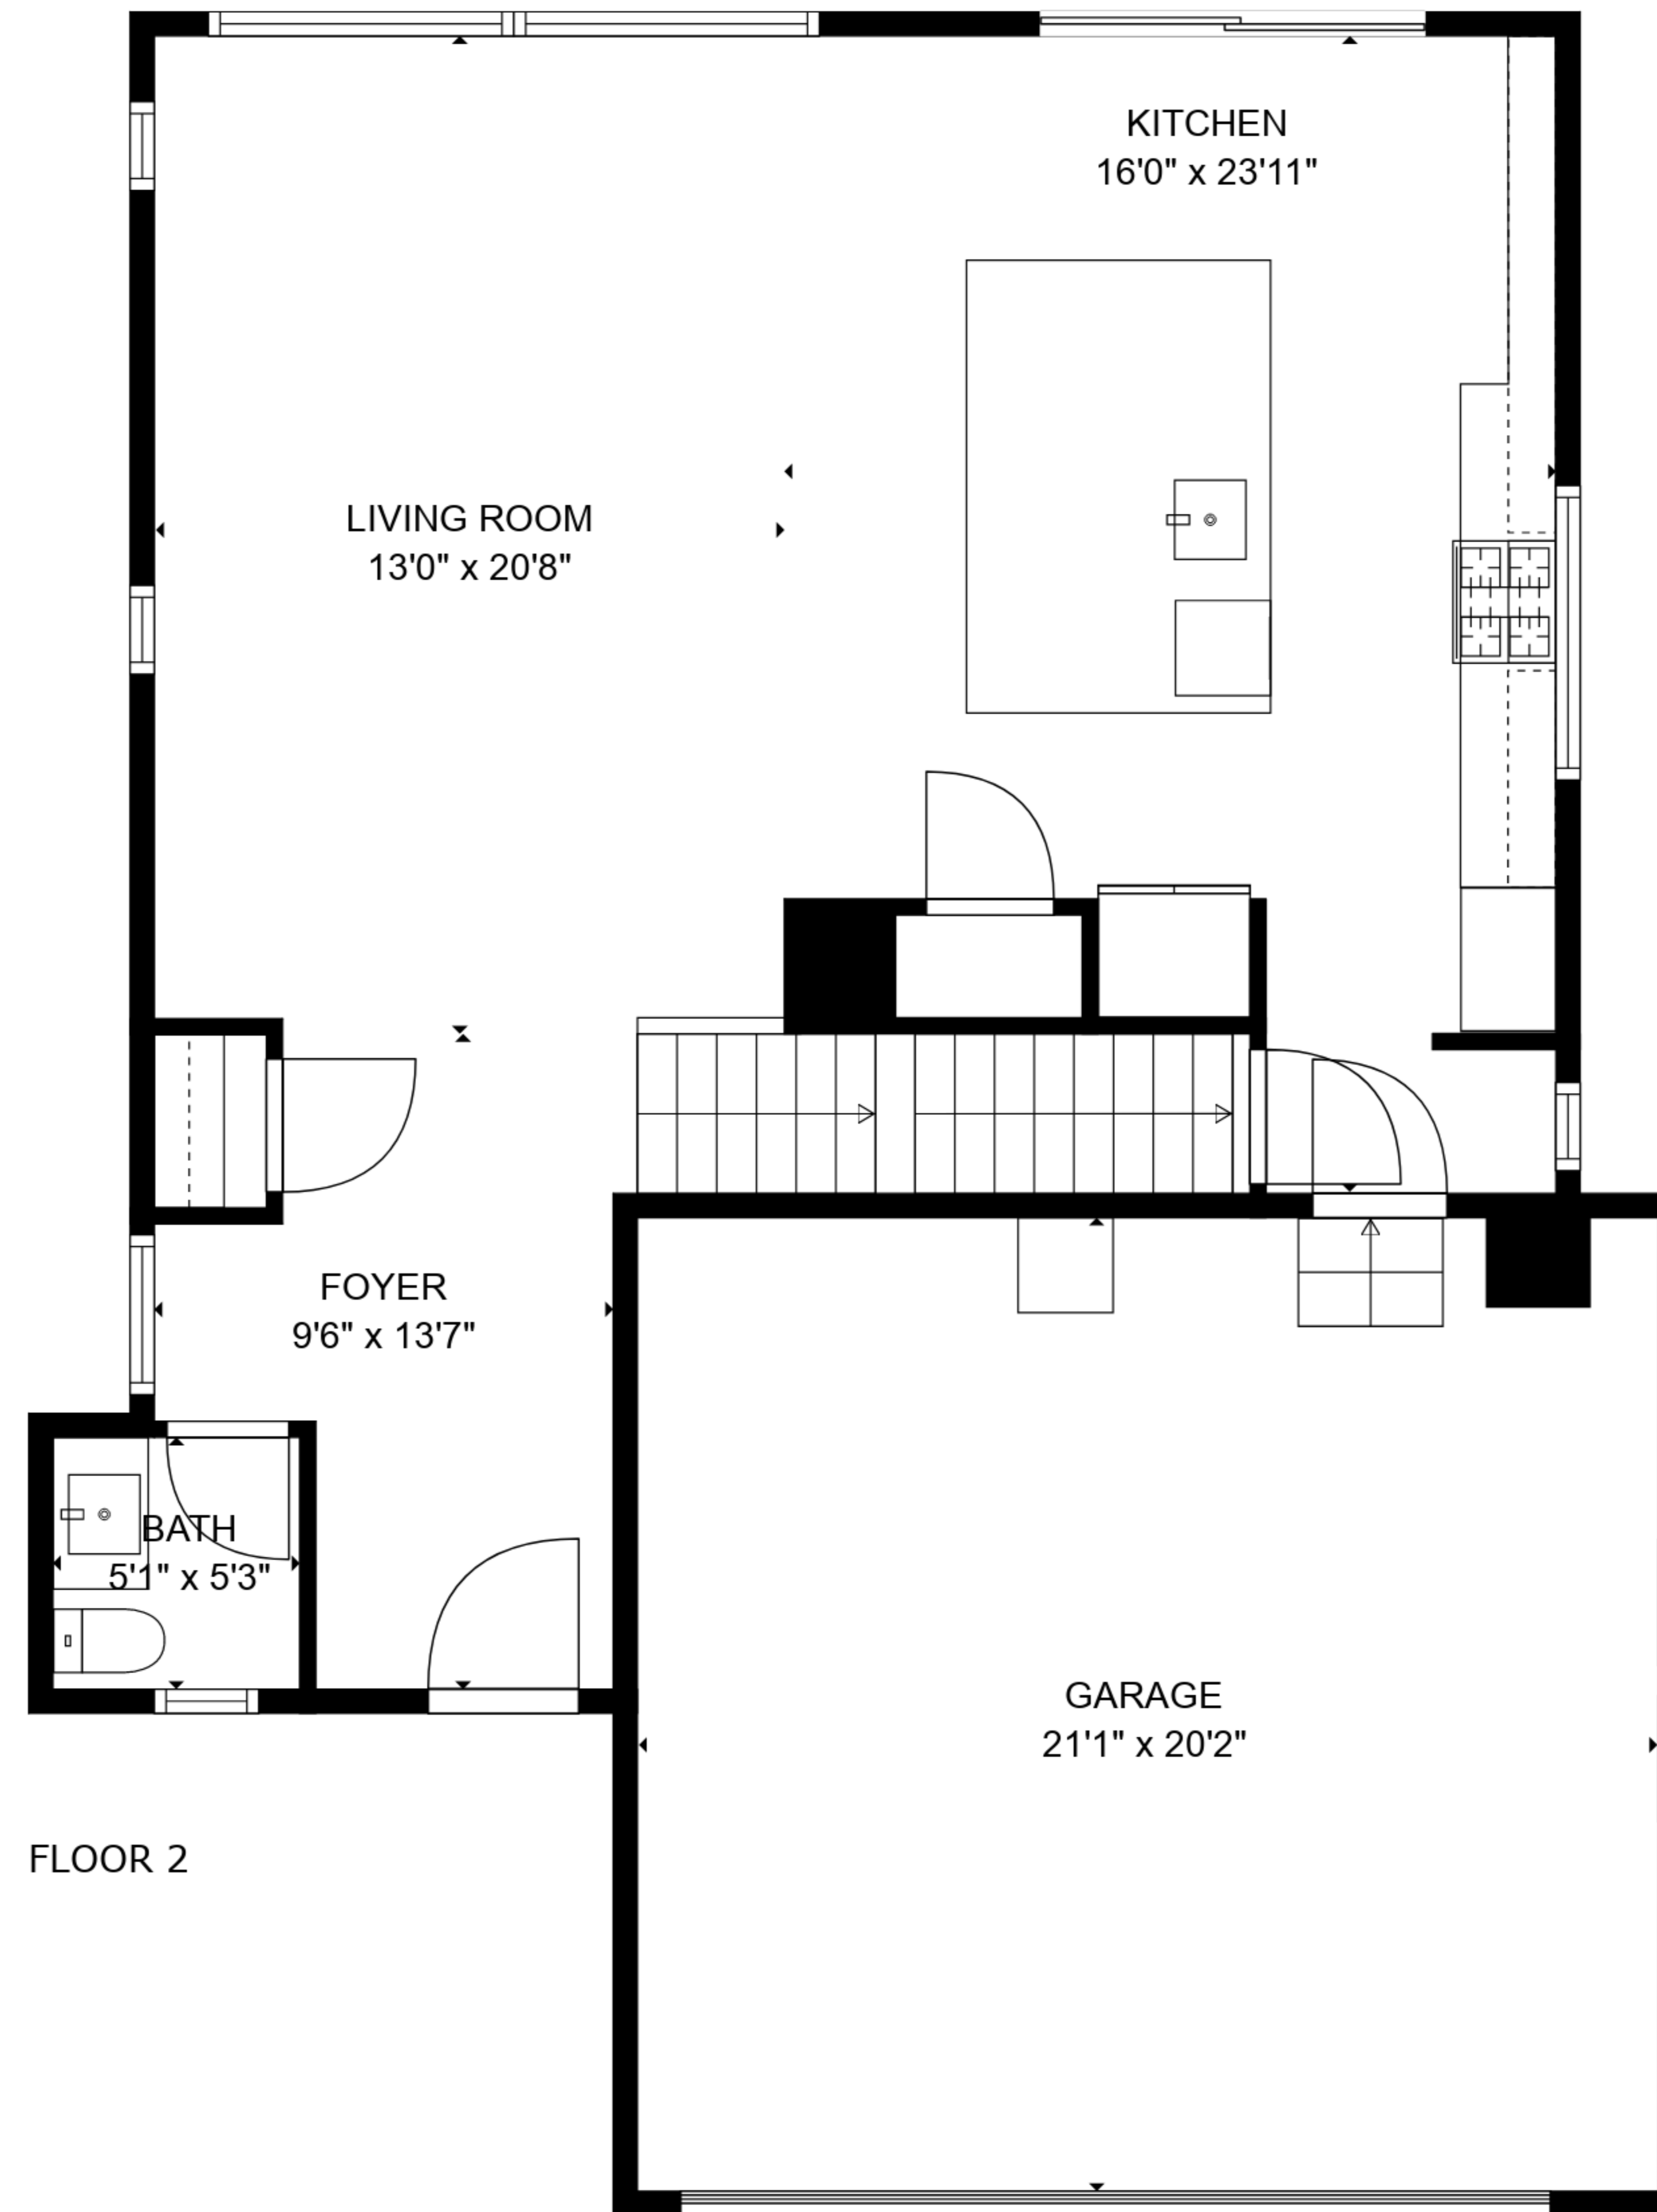 KITCHEN
16'0" x 23'11"
LIVING ROOM
13'0" x 20'8"
FOYER
9'6" x 13'7"
BATH
5'1" x 5'3"
GARAGE
21'1" x 20'2"
FLOOR 2